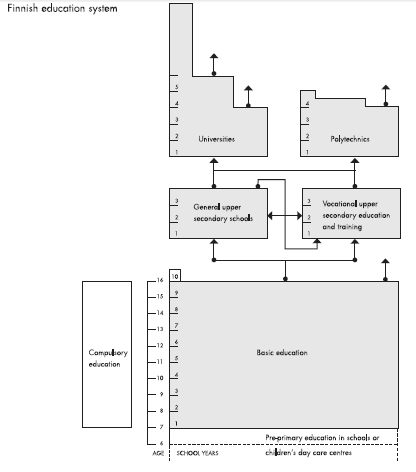 Finnish education system
5
4
3
2
1
Universities
4
3
2
1
Polytechnics
3
2
1
General upper
secondary schools
3
2
1
Vocational upper
secondary education
and training
10
16
15
14
13
12
11
10
9
8
7
6
9
8
7
6
5
4
3
2
1
Compulsory
education
Basic education
Pre-primary education in schools or
children's day care centres
AGE
SCHOOL YEARS